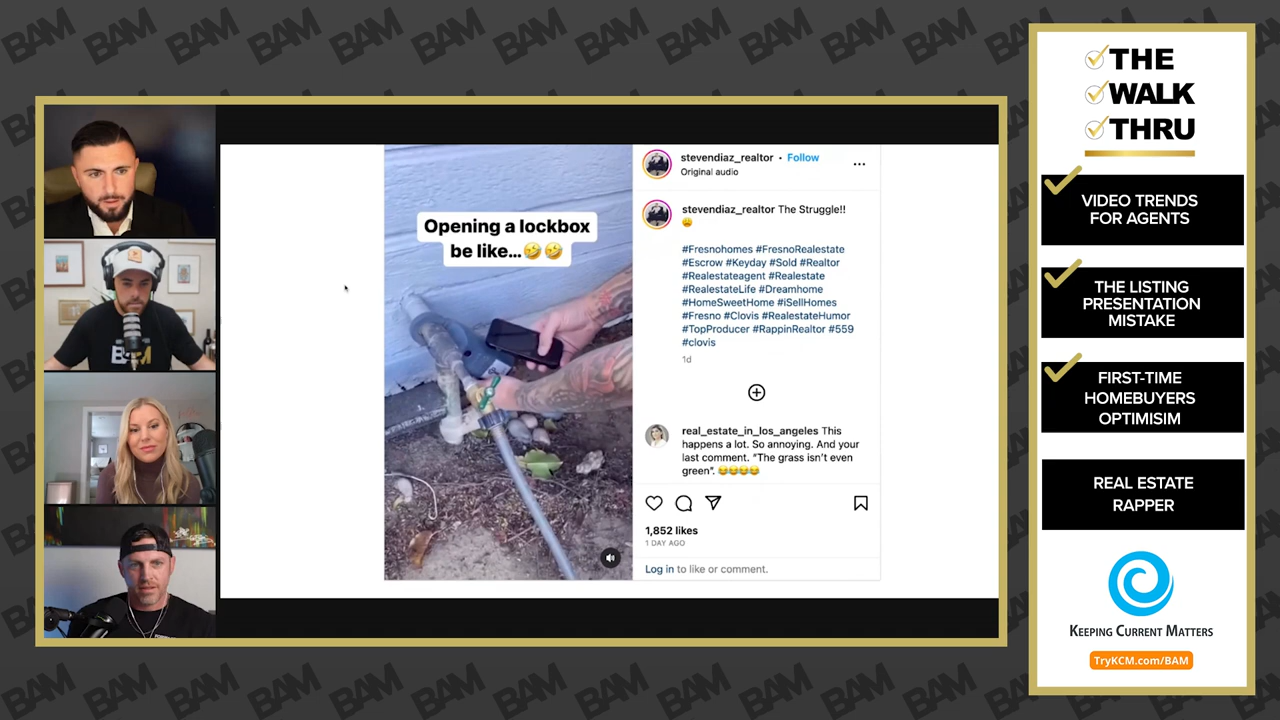 Opening a lockbox
be like...🤣🤣
stevendiaz_realtor • Follow
Original audio
stevendiaz_realtor The Struggle!!
😩
#Fresnohomes #FresnoRealestate
#Escrow #Keyday #Sold #Realtor
#Realestateagent #Realestate
#RealestateLife #Dreamhome
#HomeSweetHome #iSellHomes
#Fresno #Clovis #RealestateHumor
#TopProducer #RappinRealtor #559
#clovis
1d
real_estate_in_los_angeles This
happens a lot. So annoying. And your
last comment. "The grass isn't even
green". 😂😂😂😂
1,852 likes
1 DAY AGO
Log in to like or comment.
BAM
THE
WALK
THRU
VIDEO TRENDS
FOR AGENTS
THE LISTING
PRESENTATION
MISTAKE
FIRST-TIME
HOMEBUYERS
OPTIMISIM
REAL ESTATE
RAPPER
KEEPING CURRENT MATTERS
TryKCM.com/BAM